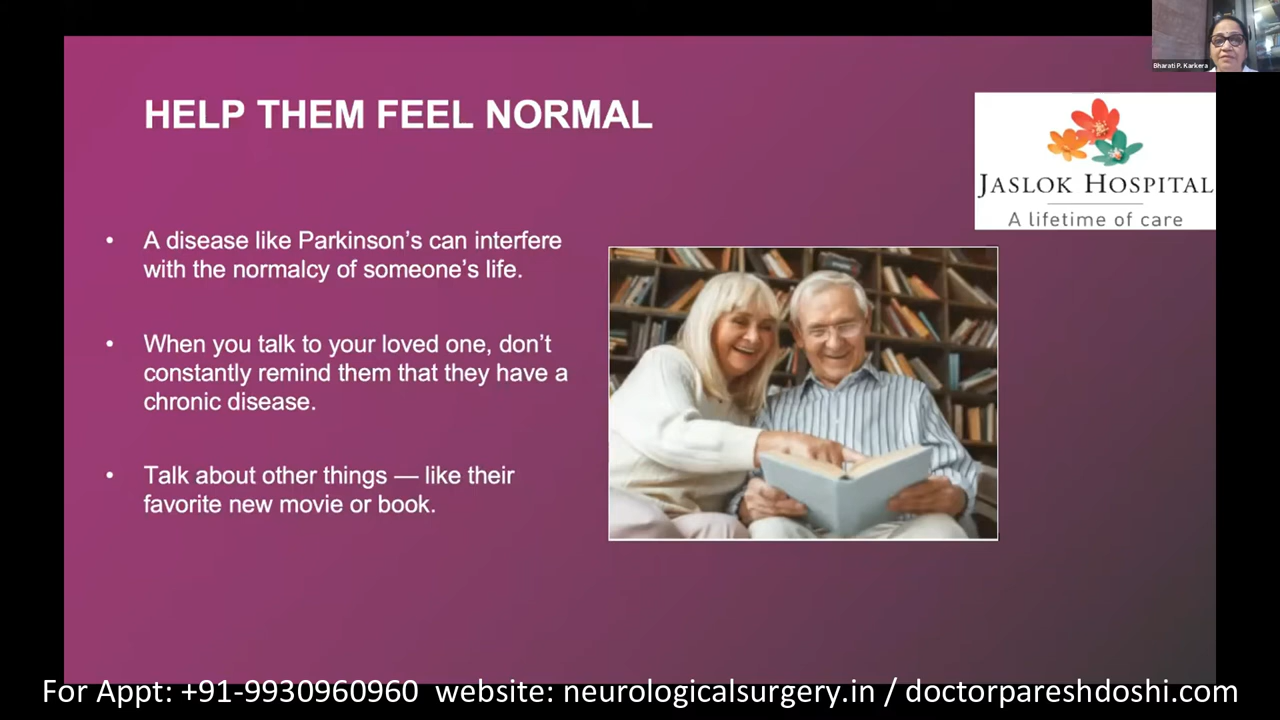 Bharati P. Karkera
HELP THEM FEEL NORMAL
JASLOK HOSPITAL
A lifetime of care
• A disease like Parkinson’s can interfere
with the normalcy of someone’s life.
• When you talk to your loved one, don’t
constantly remind them that they have a
chronic disease.
• Talk about other things — like their
favorite new movie or book.
For Appt: +91-9930960960 website: neurologicalsurgery.in / doctorpareshdoshi.com